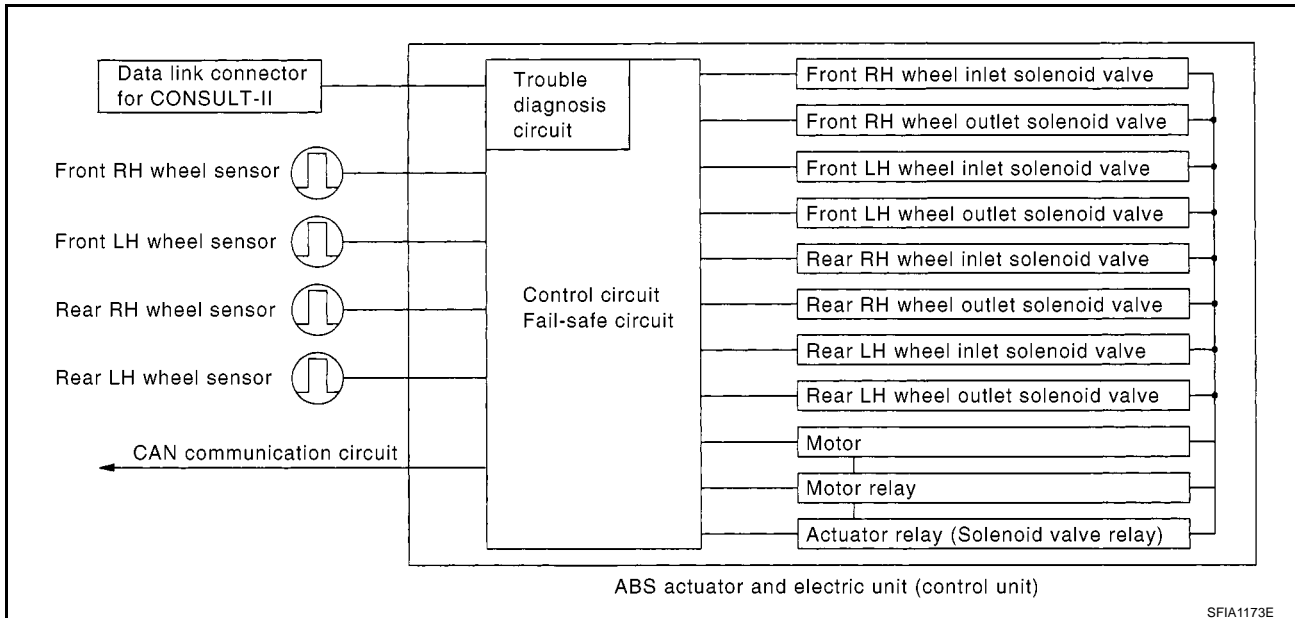 Data link connector
for CONSULT-II
Front RH wheel sensor
Front LH wheel sensor
Rear RH wheel sensor
Rear LH wheel sensor
CAN communication circuit
Trouble
diagnosis
circuit
Control circuit
Fail-safe circuit
Front RH wheel inlet solenoid valve
Front RH wheel outlet solenoid valve
Front LH wheel inlet solenoid valve
Front LH wheel outlet solenoid valve
Rear RH wheel inlet solenoid valve
Rear RH wheel outlet solenoid valve
Rear LH wheel inlet solenoid valve
Rear LH wheel outlet solenoid valve
Motor
Motor relay
Actuator relay (Solenoid valve relay)
ABS actuator and electric unit (control unit)
SFIA1173E